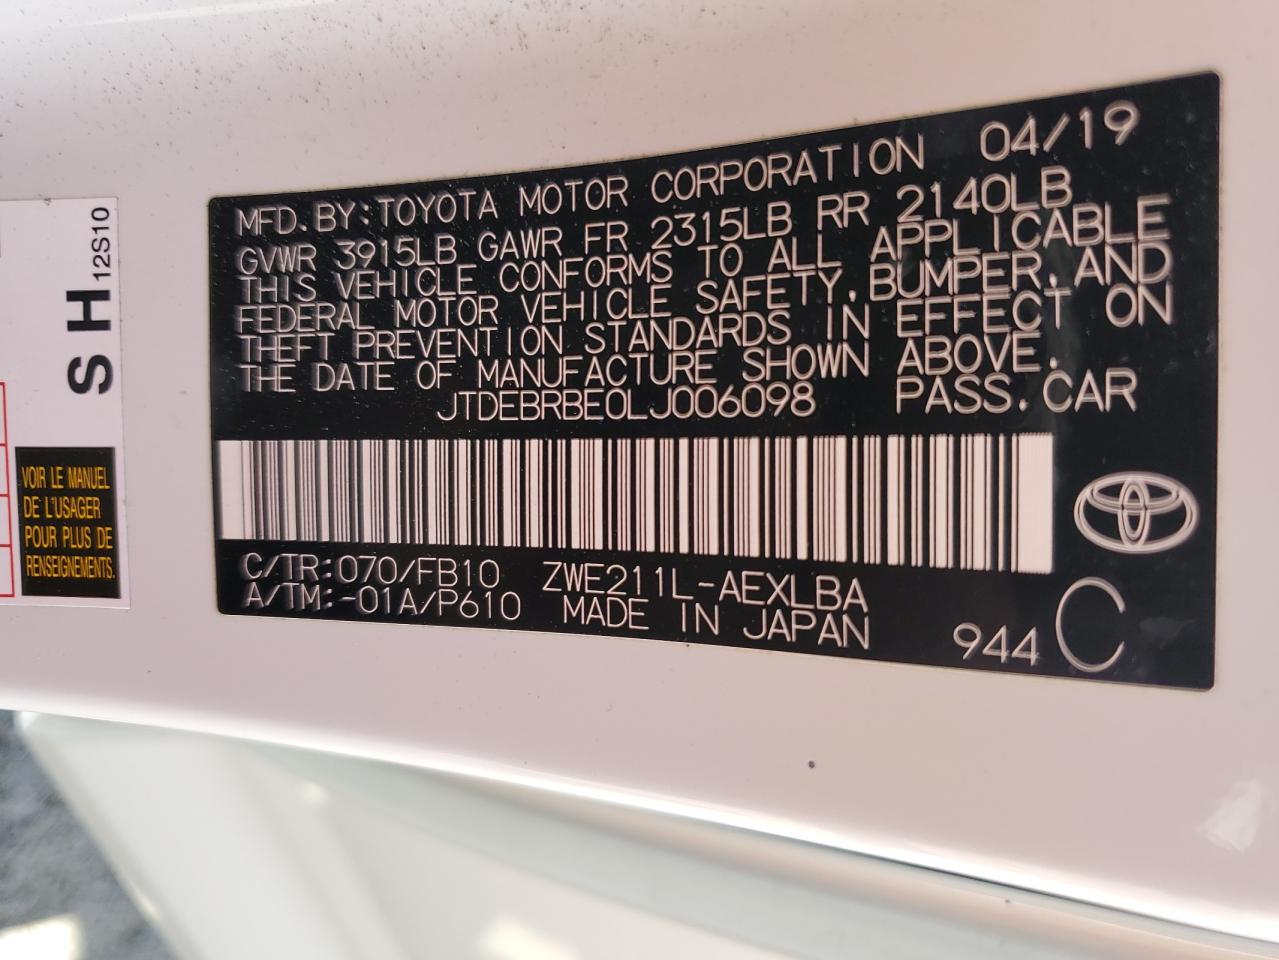 MFD. BY: TOYOTA MOTOR CORPORATION 04/19
GVWR 3915LB GAWR FR 2315LB RR 2140LB
THIS VEHICLE CONFORMS TO ALL APPLICABLE
FEDERAL MOTOR VEHICLE SAFETY, BUMPER, AND
THEFT PREVENTION STANDARDS IN EFFECT ON
THE DATE OF MANUFACTURE SHOWN ABOVE.
JTDEBRBE0LJ006098 PASS. CAR
C/TR: 070/FB10 ZWE211L-AEXLBA
A/TM: -01A/P610 MADE IN JAPAN 944 C
S H 12S10
VOIR LE MANUEL
DE L'USAGER
POUR PLUS DE
RENSEIGNEMENTS.